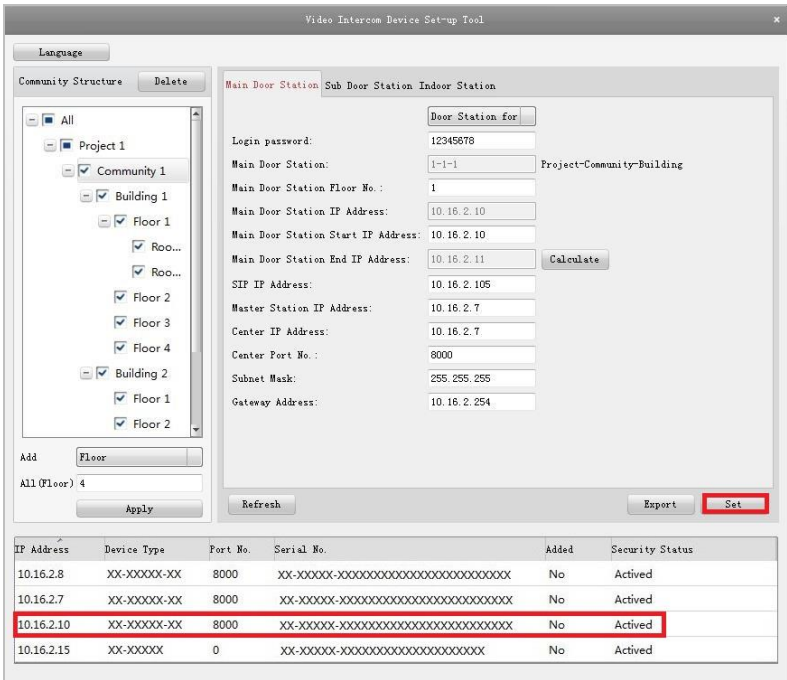 Video Intercom Device Set-up Tool ×
Language
Community Structure Delete
All
Project 1
Community 1
Building 1
Floor 1
Roo...
Roo...
Floor 2
Floor 3
Floor 4
Building 2
Floor 1
Floor 2
Add Floor
All(Floor) 4
Apply
Main Door Station Sub Door Station Indoor Station
Door Station for
Login password: 12345678
Main Door Station: 1-1-1 Project-Community-Building
Main Door Station Floor No.: 1
Main Door Station IP Address: 10.16.2.10
Main Door Station Start IP Address: 10.16.2.10
Main Door Station End IP Address: 10.16.2.11 Calculate
SIP IP Address: 10.16.2.105
Master Station IP Address: 10.16.2.7
Center IP Address: 10.16.2.7
Center Port No.: 8000
Subnet Mask: 255.255.255
Gateway Address: 10.16.2.254
Refresh Export Set
IP Address Device Type Port No. Serial No. Added Security Status
10.16.2.8 XX-XXXXX-XX 8000 XX-XXXXX-XXXXXXXXXXXXXXXXXXXXXXXXX No Actived
10.16.2.7 XX-XXXXX-XX 8000 XX-XXXXX-XXXXXXXXXXXXXXXXXXXXXXXXX No Actived
10.16.2.10 XX-XXXXX-XX 8000 XX-XXXXX-XXXXXXXXXXXXXXXXXXXXXXXXX No Actived
10.16.2.15 XX-XXXXX 0 XX-XXXXX-XXXXXXXXXXXXXXXXXXXXX No Actived